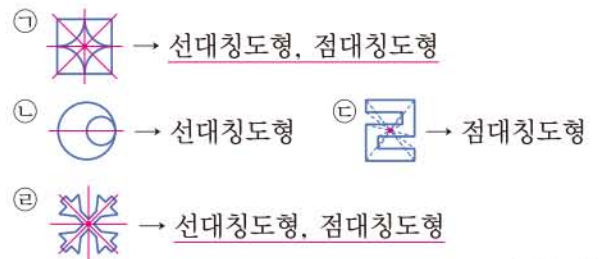 ㉠ → 선대칭도형, 점대칭도형
㉡ → 선대칭도형 ㉢ → 점대칭도형
㉣ → 선대칭도형, 점대칭도형